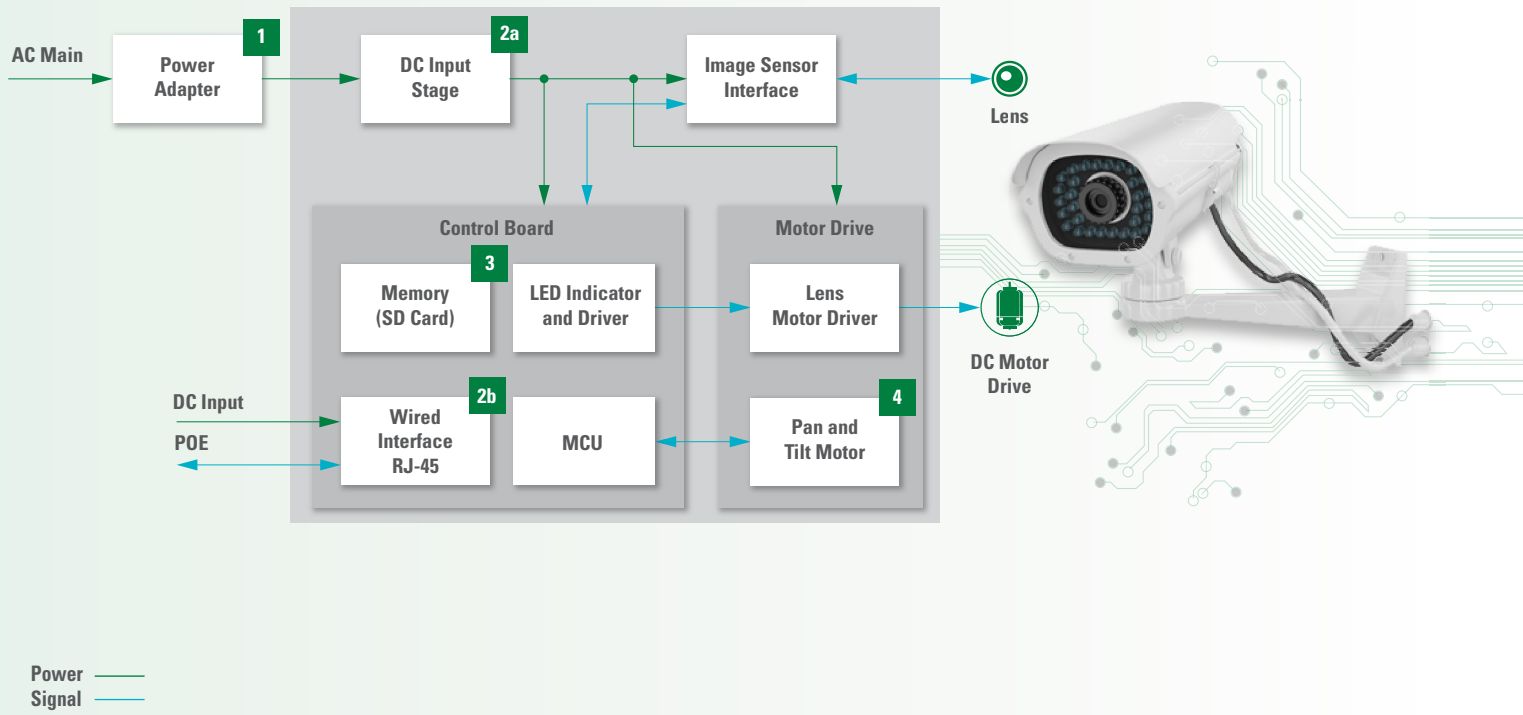 AC Main
1
Power
Adapter
2a
DC Input
Stage
Image Sensor
Interface
Lens
Control Board
Motor Drive
3
Memory
(SD Card)
LED Indicator
and Driver
Lens
Motor Driver
DC Motor
Drive
DC Input
POE
2b
Wired
Interface
RJ-45
MCU
4
Pan and
Tilt Motor
Power
Signal